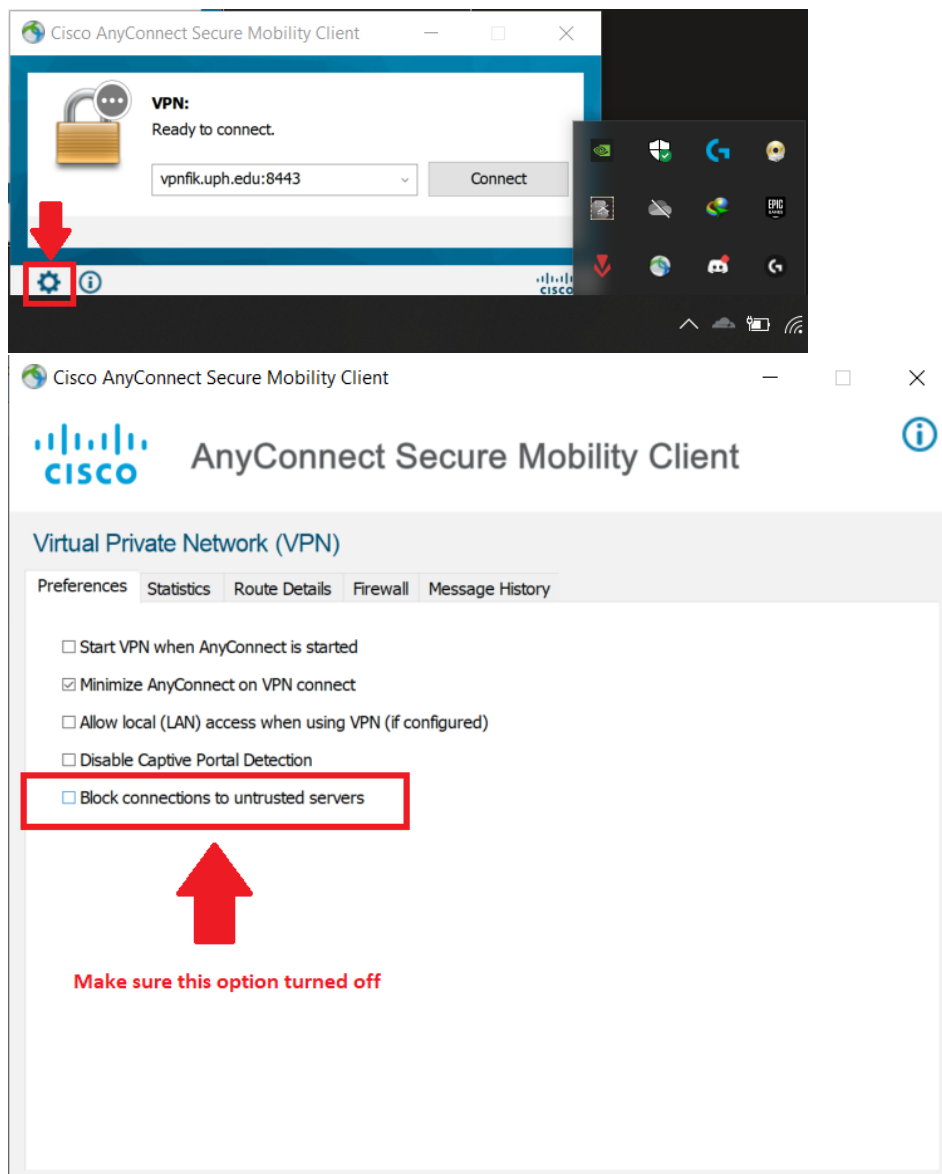 Cisco AnyConnect Secure Mobility Client
VPN:
Ready to connect.
vpnfik.uph.edu:8443
Connect
CISCO
EPIC
GAMES
Cisco AnyConnect Secure Mobility Client
CISCO
AnyConnect Secure Mobility Client
Virtual Private Network (VPN)
Preferences Statistics Route Details Firewall Message History
Start VPN when AnyConnect is started
Minimize AnyConnect on VPN connect
Allow local (LAN) access when using VPN (if configured)
Disable Captive Portal Detection
Block connections to untrusted servers
Make sure this option turned off